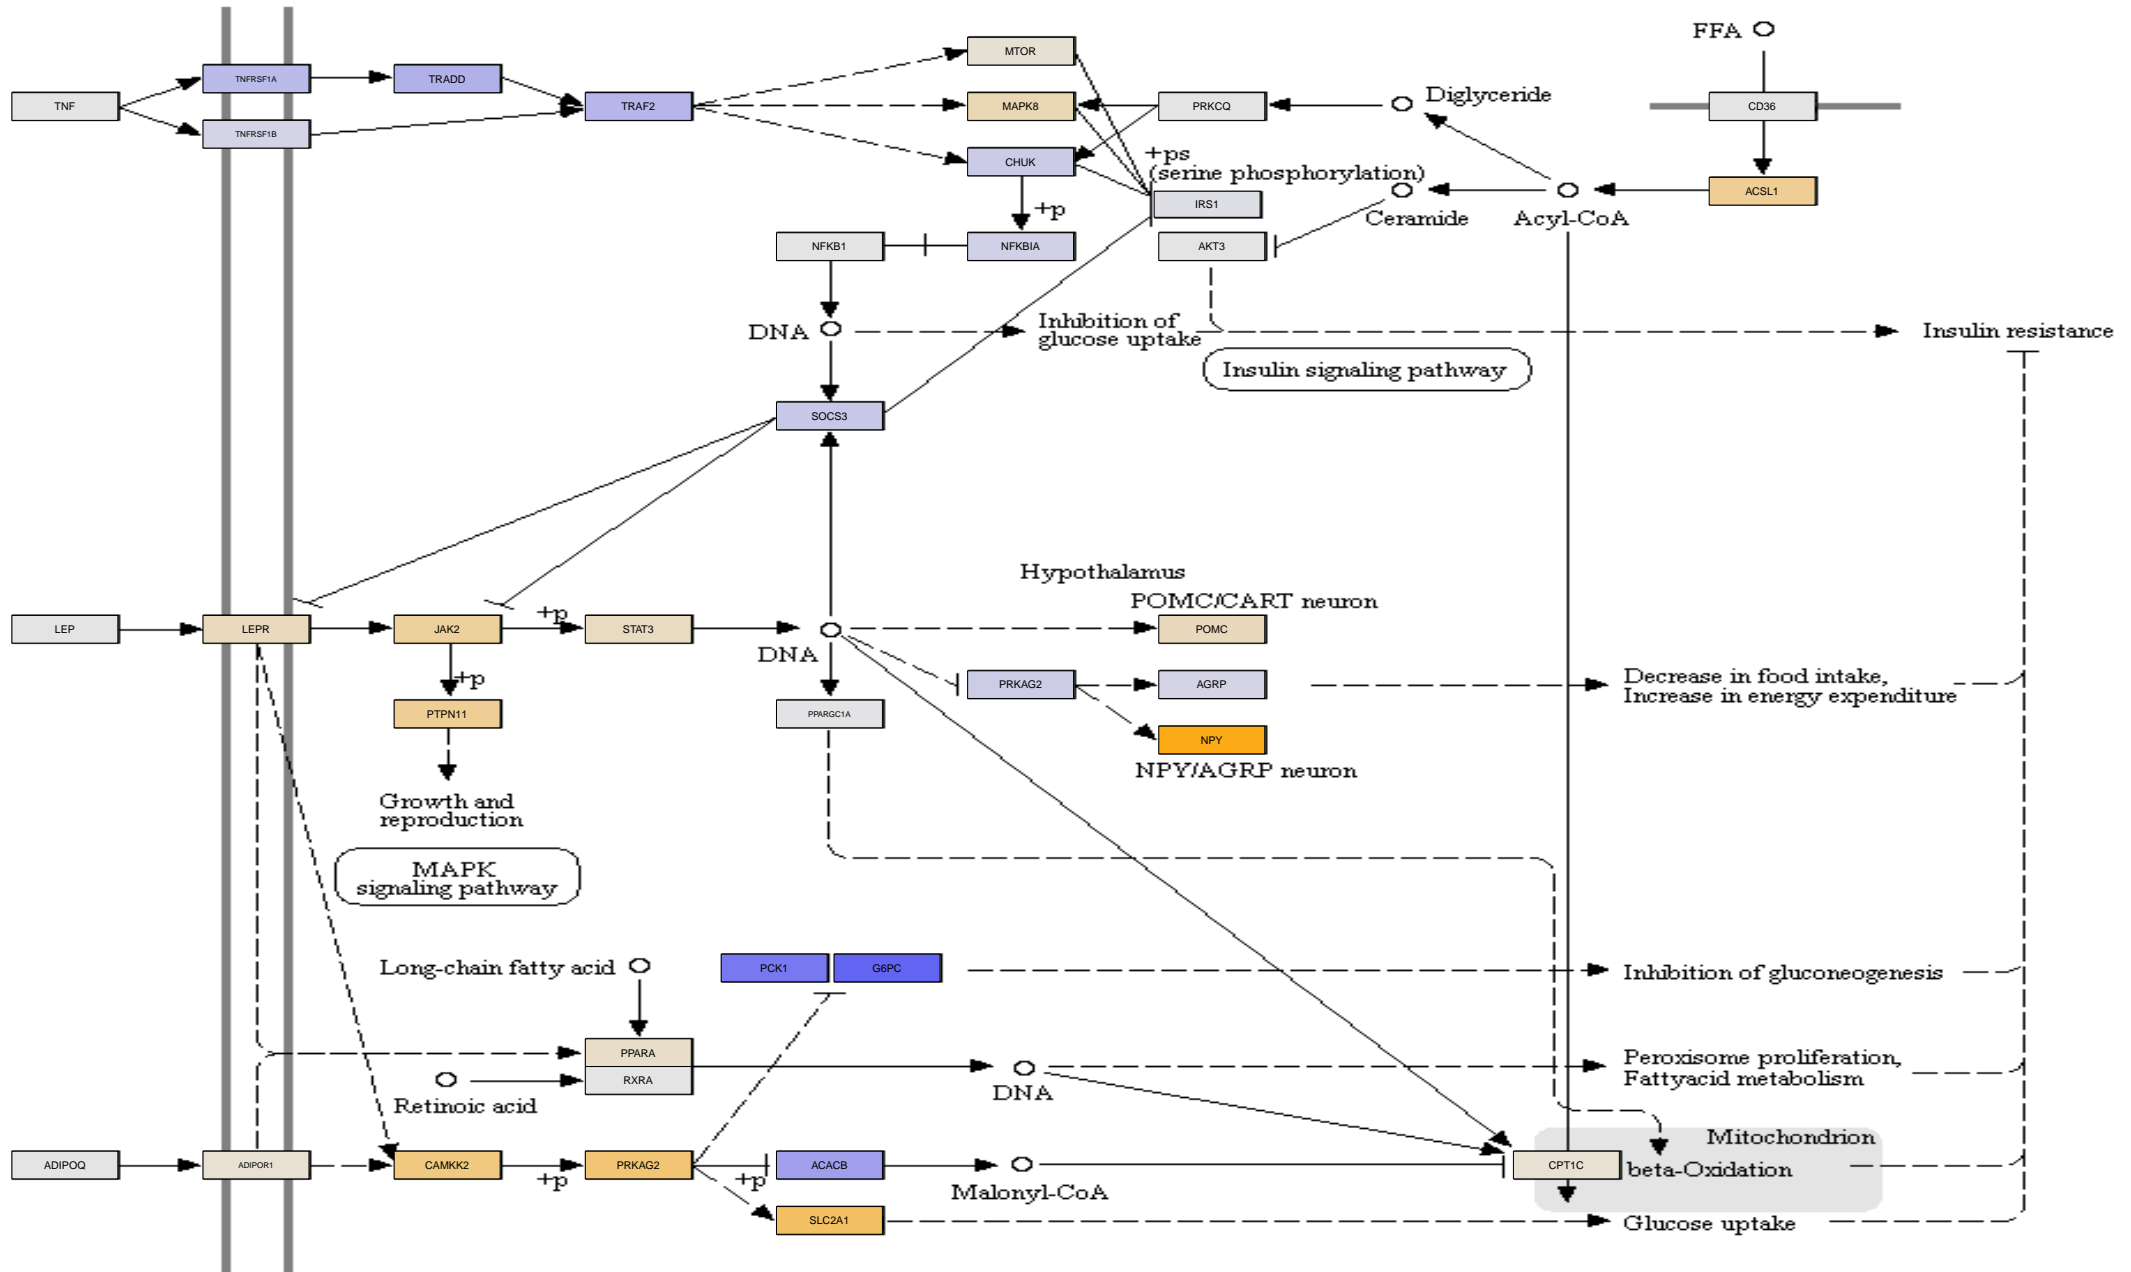 FFA
MTOR
TNFRSF1A
TRADD
TNF
TRAF2
MAPK8
PRKCQ
Diglyceride
CD36
TNFRSF1B
CHUK
+ps
(serine phosphorylation)
ACSL1
IRS1
+p
Ceramide
Acyl-CoA
NFKB1
NFKBIA
AKT3
DNA
Inhibition of
glucose uptake
Insulin resistance
Insulin signaling pathway
SOCS3
Hypothalamus
POMC/CART neuron
LEP
LEPR
JAK2
+p
STAT3
DNA
POMC
+p
PRKAG2
AGRP
Decrease in food intake,
Increase in energy expenditure
PTPN11
PPARGC1A
NPY
NPY/AGRP neuron
Growth and
reproduction
MAPK
signaling pathway
Long-chain fatty acid
PCK1
G6PC
Inhibition of gluconeogenesis
PPARA
RXRA
Retinoic acid
DNA
Peroxisome proliferation,
Fattyacid metabolism
Mitochondrion
ADIPOQ
ADIPOR1
CAMKK2
+p
PRKAG2
+p
ACACB
Malonyl-CoA
CPT1C
beta-Oxidation
SLC2A1
Glucose uptake